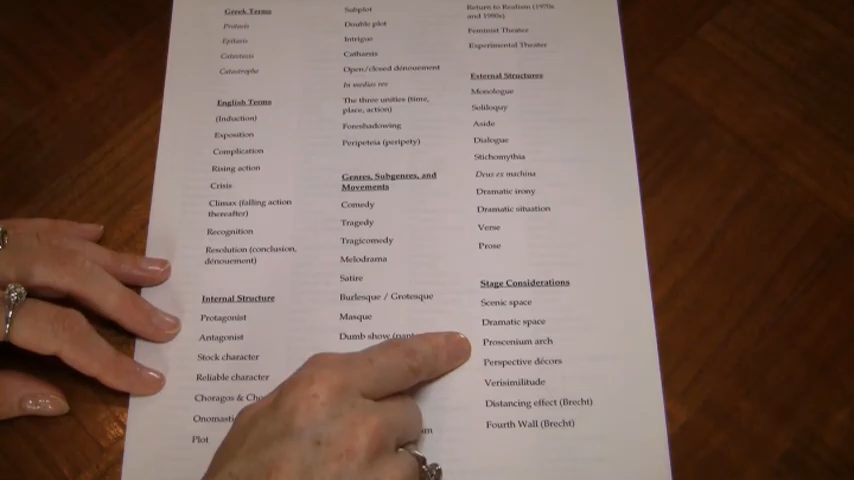 Greek Terms
Protasis
Epitasis
Catastasis
Catastrophe
English Terms
(Induction)
Exposition
Complication
Rising action
Crisis
Climax (falling action
thereafter)
Recognition
Resolution (conclusion,
dénouement)
Internal Structure
Protagonist
Antagonist
Stock character
Reliable character
Choragos &
Plot
Subplot
Double plot
Intrigue
Catharsis
Open/closed dénouement
In medias res
The three unities (time,
place, action)
Foreshadowing
Peripeteia (peripety)
Genres, Subgenres, and
Movements
Comedy
Tragedy
Tragicomedy
Melodrama
Satire
Burlesque / Grotesque
Masque
Dumb show
Return to Realism (1970s
and 1980s)
Feminist Theater
Experimental Theater
External Structures
Monologue
Soliloquy
Aside
Dialogue
Stichomythia
Deus ex machina
Dramatic irony
Dramatic situation
Verse
Prose
Stage Considerations
Scenic space
Dramatic space
Proscenium arch
Perspective décors
Verisimilitude
Distancing effect (Brecht)
Fourth Wall (Brecht)